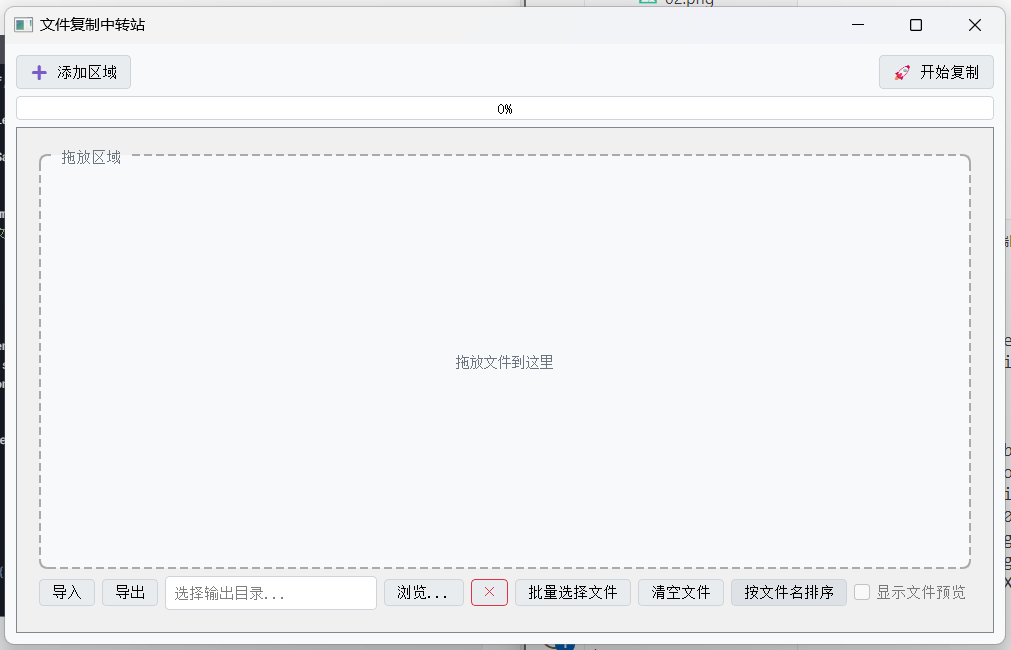 02.png
文件复制中转站
添加区域
开始复制
0%
拖放区域
拖放文件到这里
导入
导出
选择输出目录...
浏览...
批量选择文件
清空文件
按文件名排序
显示文件预览